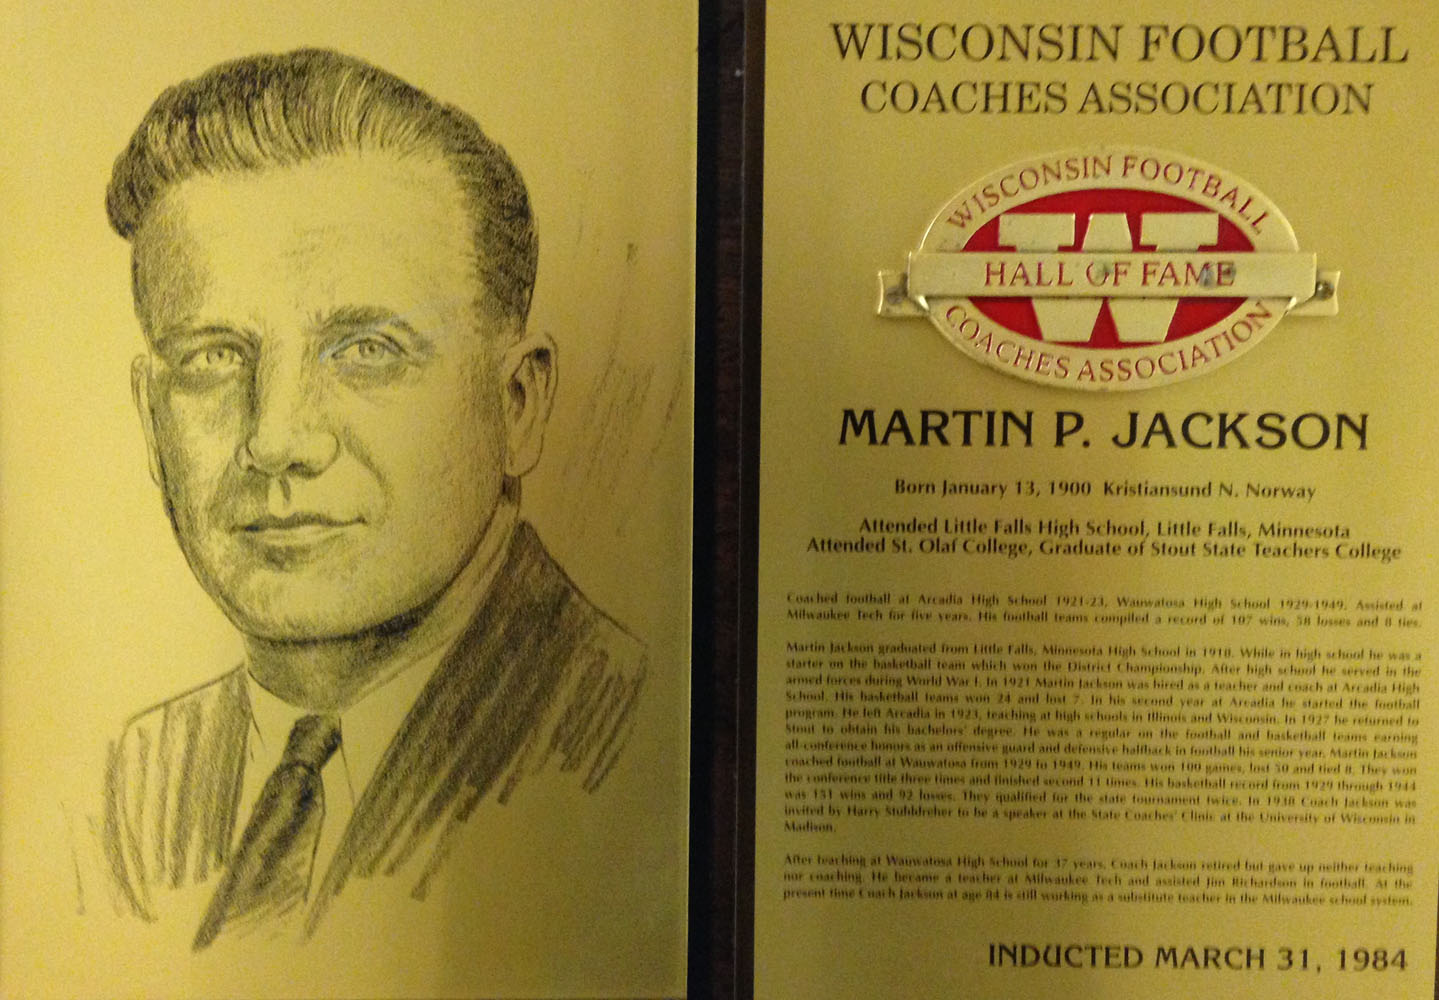 WISCONSIN FOOTBALL
COACHES ASSOCIATION
WISCONSIN FOOTBALL
HALL OF FAME
COACHES ASSOCIATION
MARTIN P. JACKSON
Born January 13, 1900 Kristiansund N. Norway
Attended Little Falls High School, Little Falls, Minnesota
Attended St. Olaf College, Graduate of Stout State Teachers College
Coached football at Arcadia High School 1921-23, Wauwatosa High School 1929-1949. Assisted at
Milwaukee Tech for five years. His football teams compiled a record of 107 wins, 58 losses and 8 ties.
Martin Jackson graduated from Little Falls, Minnesota High School in 1918. While in high school he was a
starter on the basketball team which won the District Championship. After high school he served in the
armed forces during World War I. In 1921 Martin Jackson was hired as a teacher and coach at Arcadia High
School. His basketball teams won 24 and lost 7. In his second year at Arcadia he started the football
program. He left Arcadia in 1923, teaching at high schools in Illinois and Wisconsin. In 1927 he returned to
Stout to obtain his bachelors' degree. He was a regular on the football and basketball teams earning
all-conference honors as an offensive guard and defensive halfback in football his senior year. Martin Jackson
coached football at Wauwatosa from 1929 to 1949. His teams won 100 games, lost 50 and tied 8. They won
the conference title three times and finished second 11 times. His basketball record from 1929 through 1944
was 151 wins and 92 losses. They qualified for the state tournament twice. In 1938 Coach Jackson was
invited by Harry Stuhldreher to be a speaker at the State Coaches' Clinic at the University of Wisconsin in
Madison.
After teaching at Wauwatosa High School for 37 years, Coach Jackson retired but gave up neither teaching
nor coaching. He became a teacher at Milwaukee Tech and assisted Jim Richardson in football. At the
present time Coach Jackson at age 84 is still working as a substitute teacher in the Milwaukee school system.
INDUCTED MARCH 31, 1984